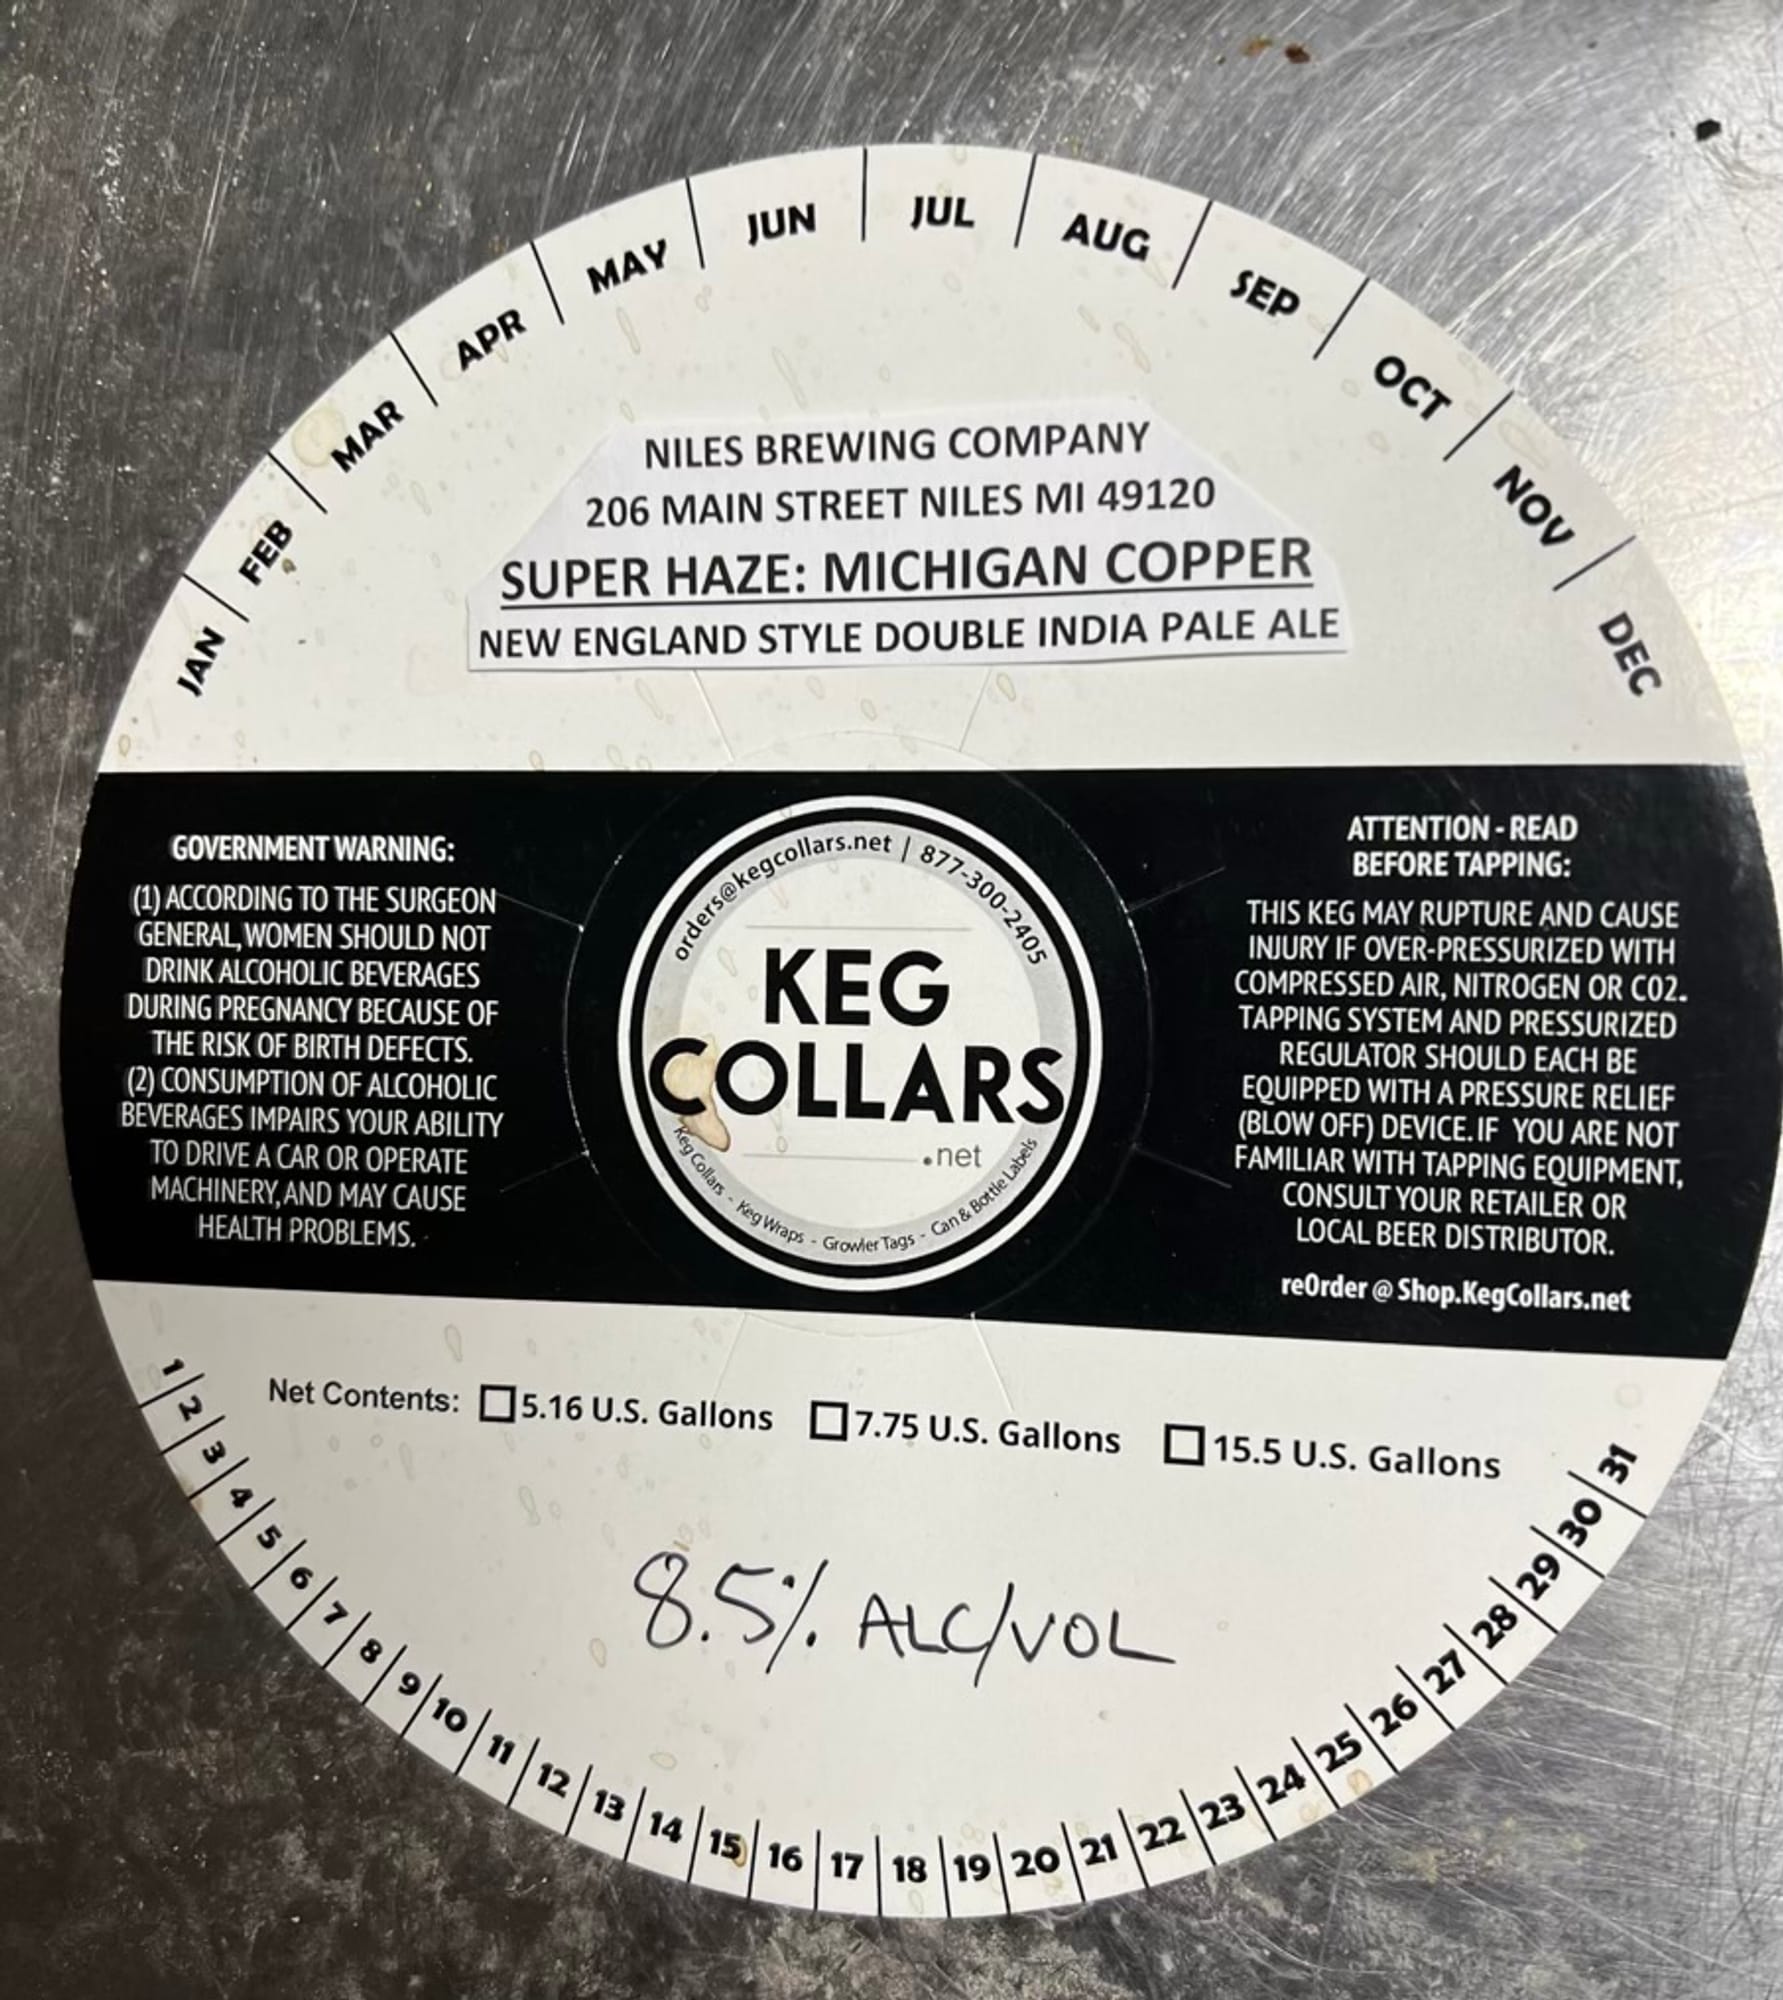 JAN FEB MAR APR MAY JUN JUL AUG SEP OCT NOV DEC
NILES BREWING COMPANY
206 MAIN STREET NILES MI 49120
SUPER HAZE: MICHIGAN COPPER
NEW ENGLAND STYLE DOUBLE INDIA PALE ALE
GOVERNMENT WARNING:
(1) ACCORDING TO THE SURGEON
GENERAL, WOMEN SHOULD NOT
DRINK ALCOHOLIC BEVERAGES
DURING PREGNANCY BECAUSE OF
THE RISK OF BIRTH DEFECTS.
(2) CONSUMPTION OF ALCOHOLIC
BEVERAGES IMPAIRS YOUR ABILITY
TO DRIVE A CAR OR OPERATE
MACHINERY, AND MAY CAUSE
HEALTH PROBLEMS.
orders@kegcollars.net | 877-300-2405
KEG
COLLARS
.net
Keg Collars - Keg Wraps - Growler Tags - Can & Bottle Labels
ATTENTION - READ
BEFORE TAPPING:
THIS KEG MAY RUPTURE AND CAUSE
INJURY IF OVER-PRESSURIZED WITH
COMPRESSED AIR, NITROGEN OR CO2.
TAPPING SYSTEM AND PRESSURIZED
REGULATOR SHOULD EACH BE
EQUIPPED WITH A PRESSURE RELIEF
(BLOW OFF) DEVICE. IF YOU ARE NOT
FAMILIAR WITH TAPPING EQUIPMENT,
CONSULT YOUR RETAILER OR
LOCAL BEER DISTRIBUTOR.
reOrder @ Shop.KegCollars.net
Net Contents: 5.16 U.S. Gallons 7.75 U.S. Gallons 15.5 U.S. Gallons
8.5% ALC/VOL
1 2 3 4 5 6 7 8 9 10 11 12 13 14 15 16 17 18 19 20 21 22 23 24 25 26 27 28 29 30 31